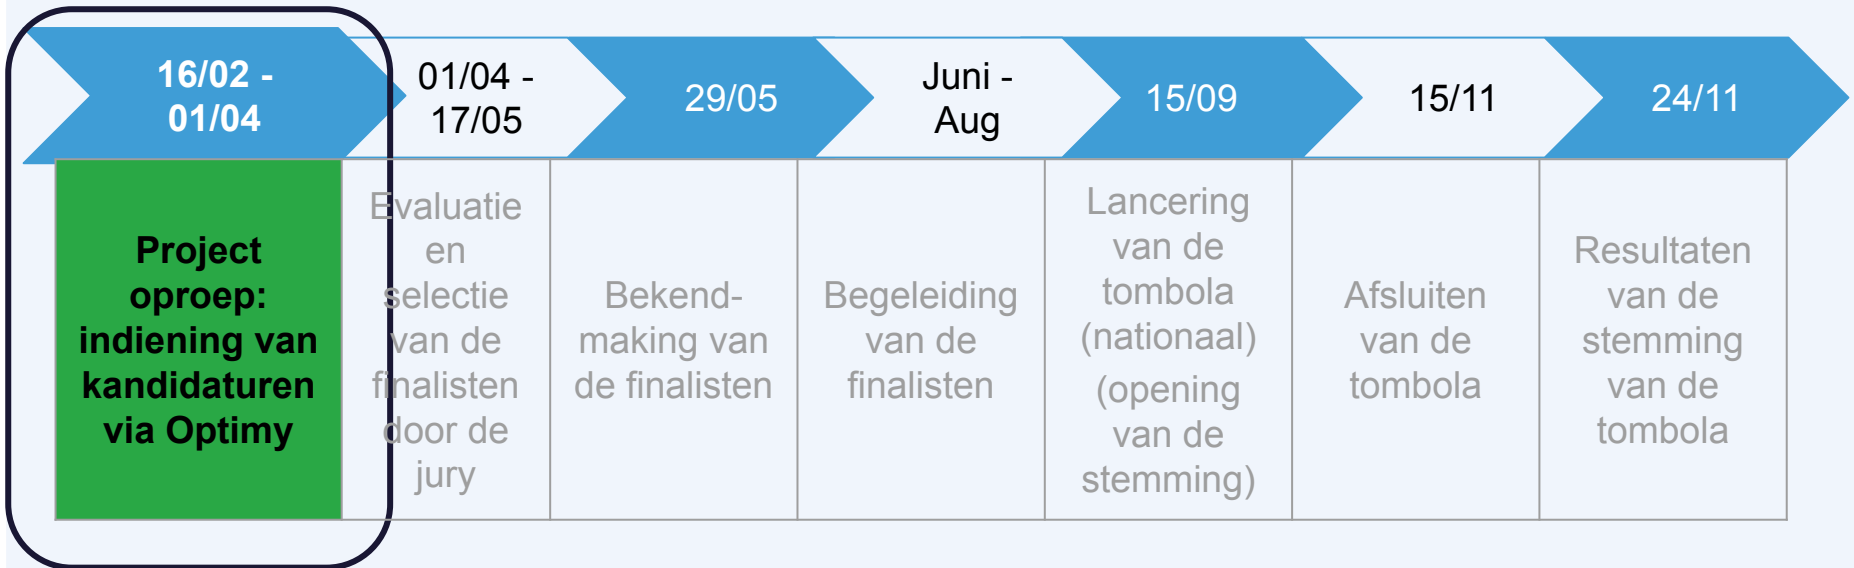 16/02 -
01/04
01/04 -
17/05
29/05
Juni -
Aug
15/09
15/11
24/11
Project
oproep:
indiening van
kandidaturen
via Optimy
Evaluatie
en
selectie
van de
finalisten
door de
jury
Bekend-
making van
de finalisten
Begeleiding
van de
finalisten
Lancering
van de
tombola
(nationaal)
(opening
van de
stemming)
Afsluiten
van de
tombola
Resultaten
van de
stemming
van de
tombola